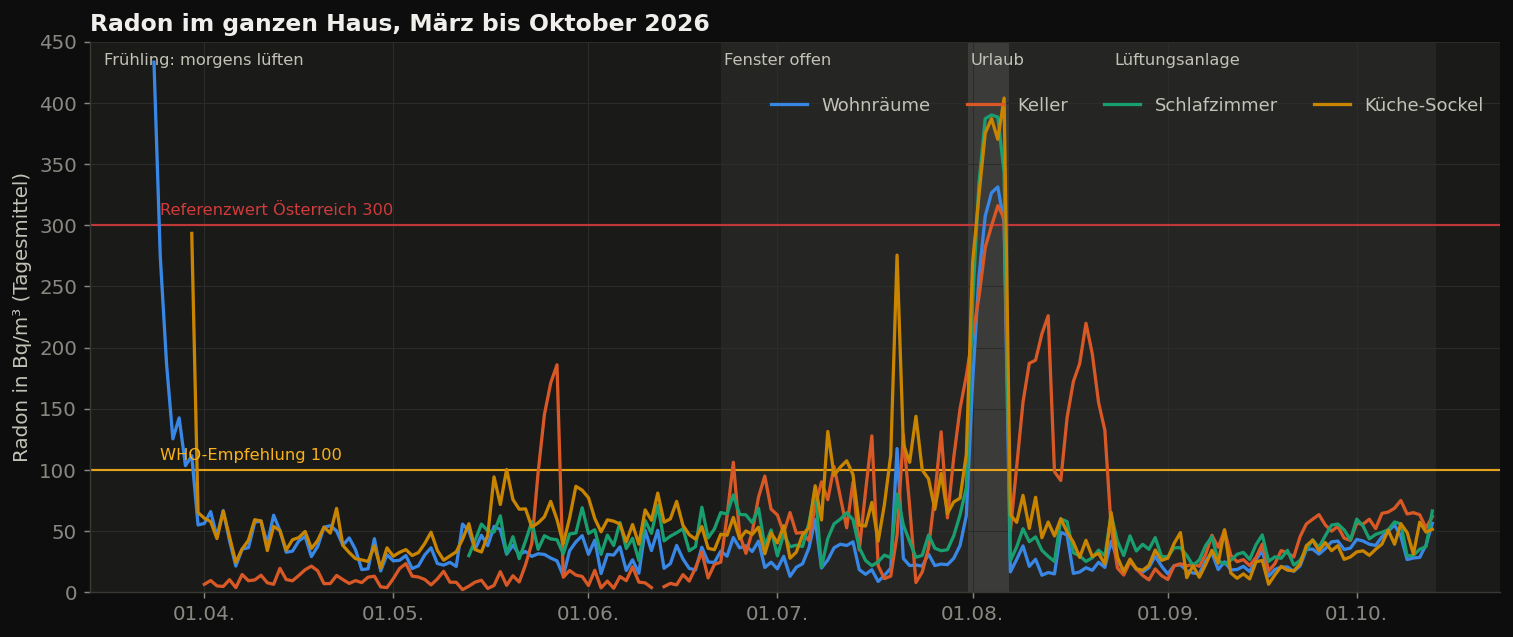 Radon im ganzen Haus, März bis Oktober 2026
Radon in Bq/m³ (Tagesmittel)
450
400
350
300
250
200
150
100
50
0
Frühling: morgens lüften
Fenster offen
Urlaub
Lüftungsanlage
Wohnräume
Keller
Schlafzimmer
Küche-Sockel
Referenzwert Österreich 300
WHO-Empfehlung 100
01.04.
01.05.
01.06.
01.07.
01.08.
01.09.
01.10.